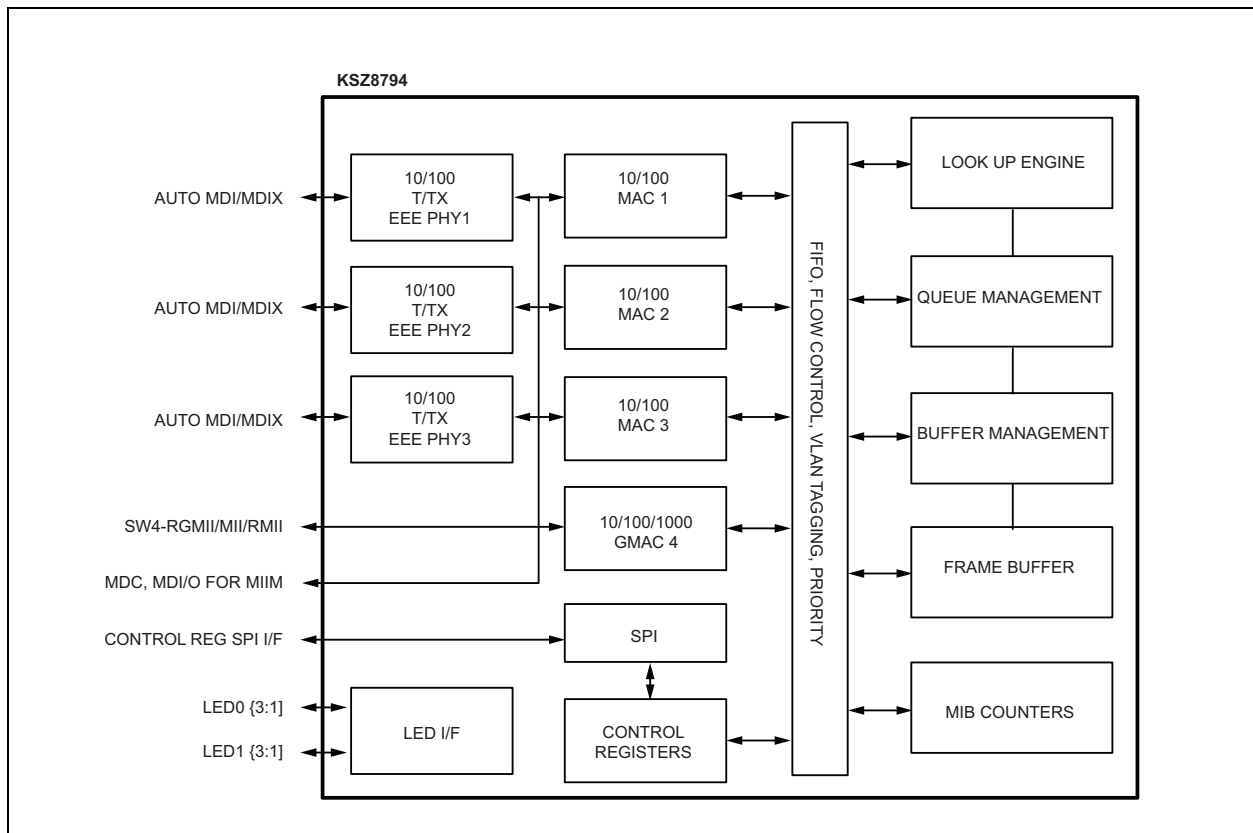 KSZ8794
AUTO MDI/MDIX
10/100
T/TX
EEE PHY1
10/100
MAC 1
LOOK UP ENGINE
AUTO MDI/MDIX
10/100
T/TX
EEE PHY2
10/100
MAC 2
QUEUE MANAGEMENT
AUTO MDI/MDIX
10/100
T/TX
EEE PHY3
10/100
MAC 3
BUFFER MANAGEMENT
FIFO, FLOW CONTROL, VLAN TAGGING, PRIORITY
SW4-RGMII/MII/RMII
10/100/1000
GMAC 4
FRAME BUFFER
MDC, MDI/O FOR MIIM
CONTROL REG SPI I/F
SPI
LED0 {3:1]
LED1 {3:1]
LED I/F
CONTROL
REGISTERS
MIB COUNTERS